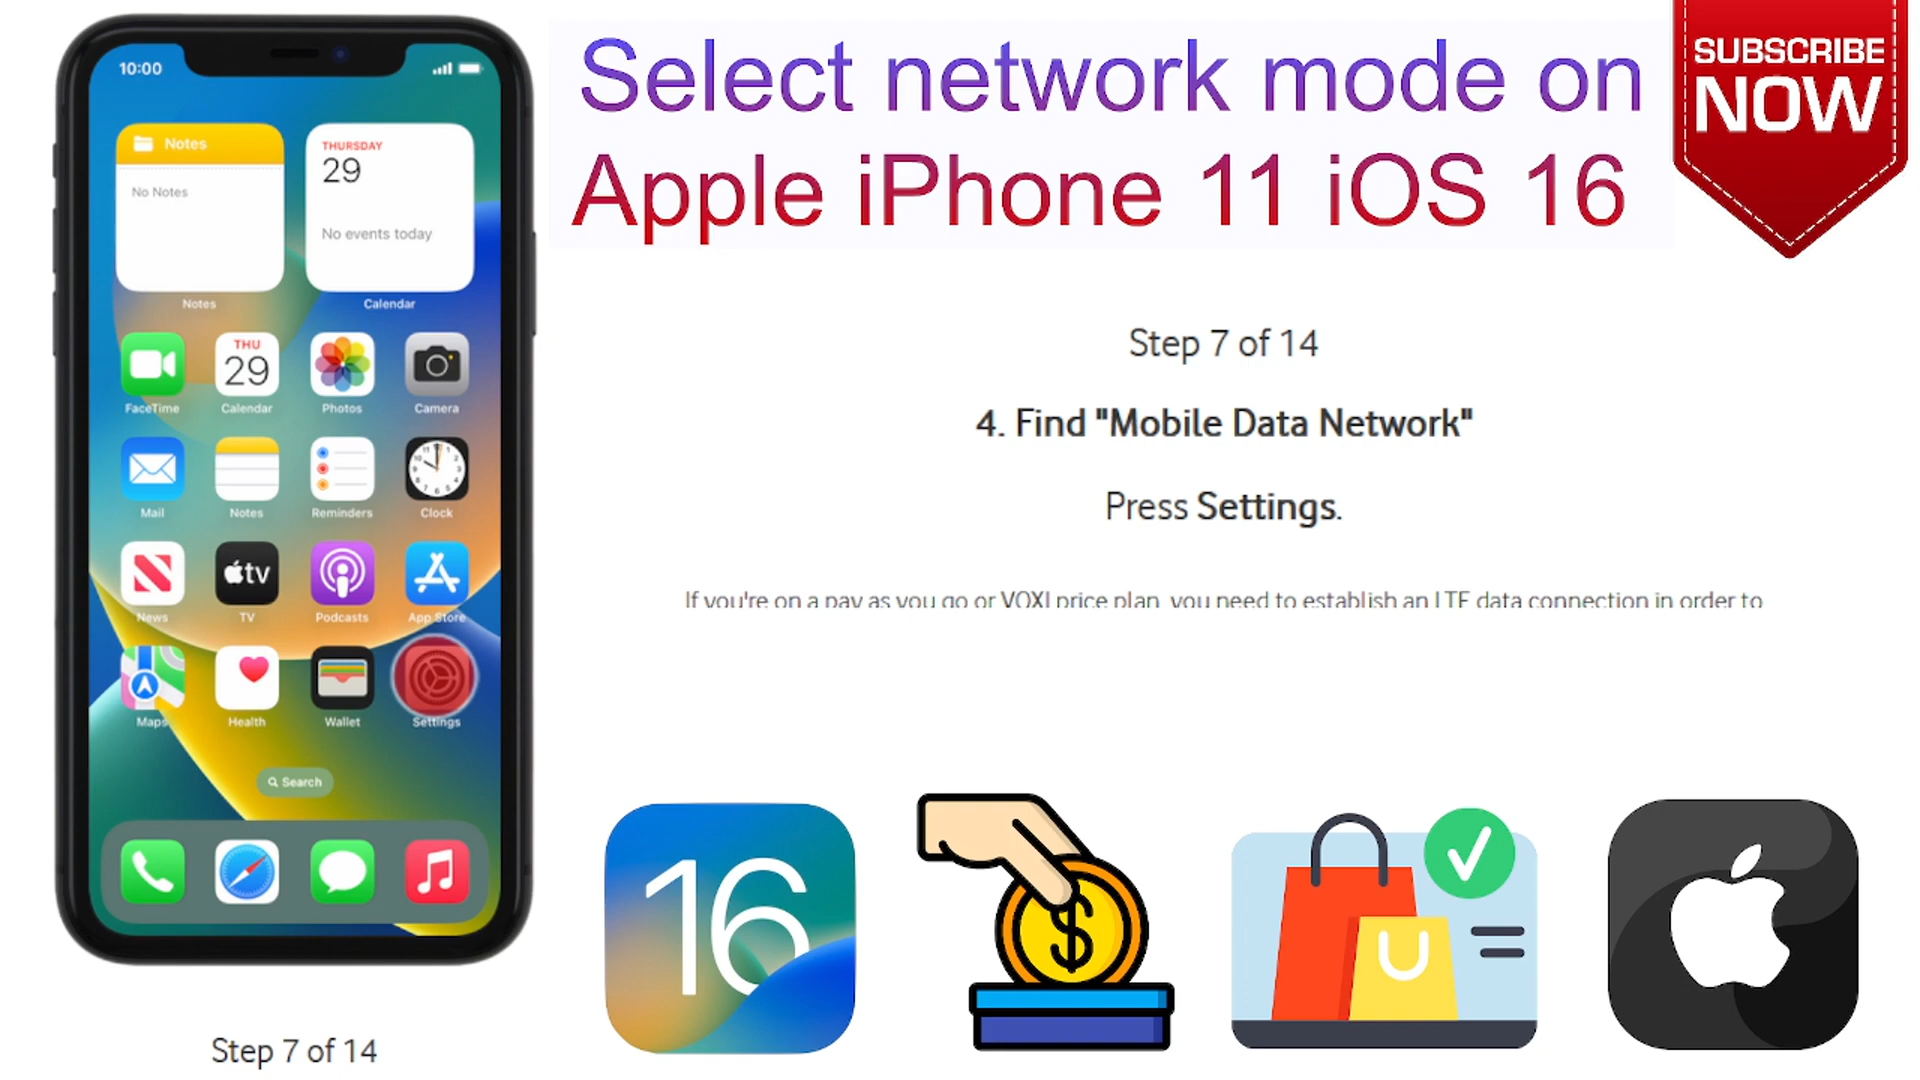 10:00
Notes
No Notes
Notes
THURSDAY
29
No events today
Calendar
FaceTime
THU
29
Calendar
Photos
Camera
Mail
Notes
Reminders
Clock
News
tv
TV
Podcasts
App Store
Maps
Health
Wallet
Settings
Search
Step 7 of 14
Select network mode on
Apple iPhone 11 iOS 16
SUBSCRIBE
NOW
Step 7 of 14
4. Find "Mobile Data Network"
Press Settings.
If you're on a pay as you go or VOXI price plan, you need to establish an LTE data connection in order to
16
$